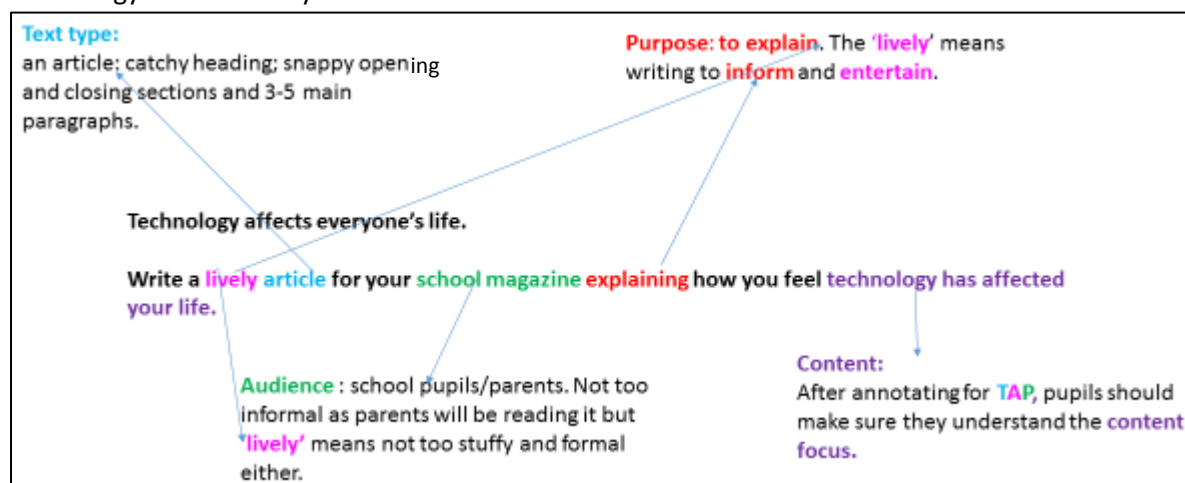 Text type:
an article: catchy heading; snappy opening
and closing sections and 3-5 main
paragraphs.
Purpose: to explain. The ‘lively’ means
writing to inform and entertain.
Technology affects everyone’s life.
Write a lively article for your school magazine explaining how you feel technology has affected
your life.
Audience : school pupils/parents. Not too
informal as parents will be reading it but
‘lively’ means not too stuffy and formal
either.
Content:
After annotating for TAP, pupils should
make sure they understand the content
focus.